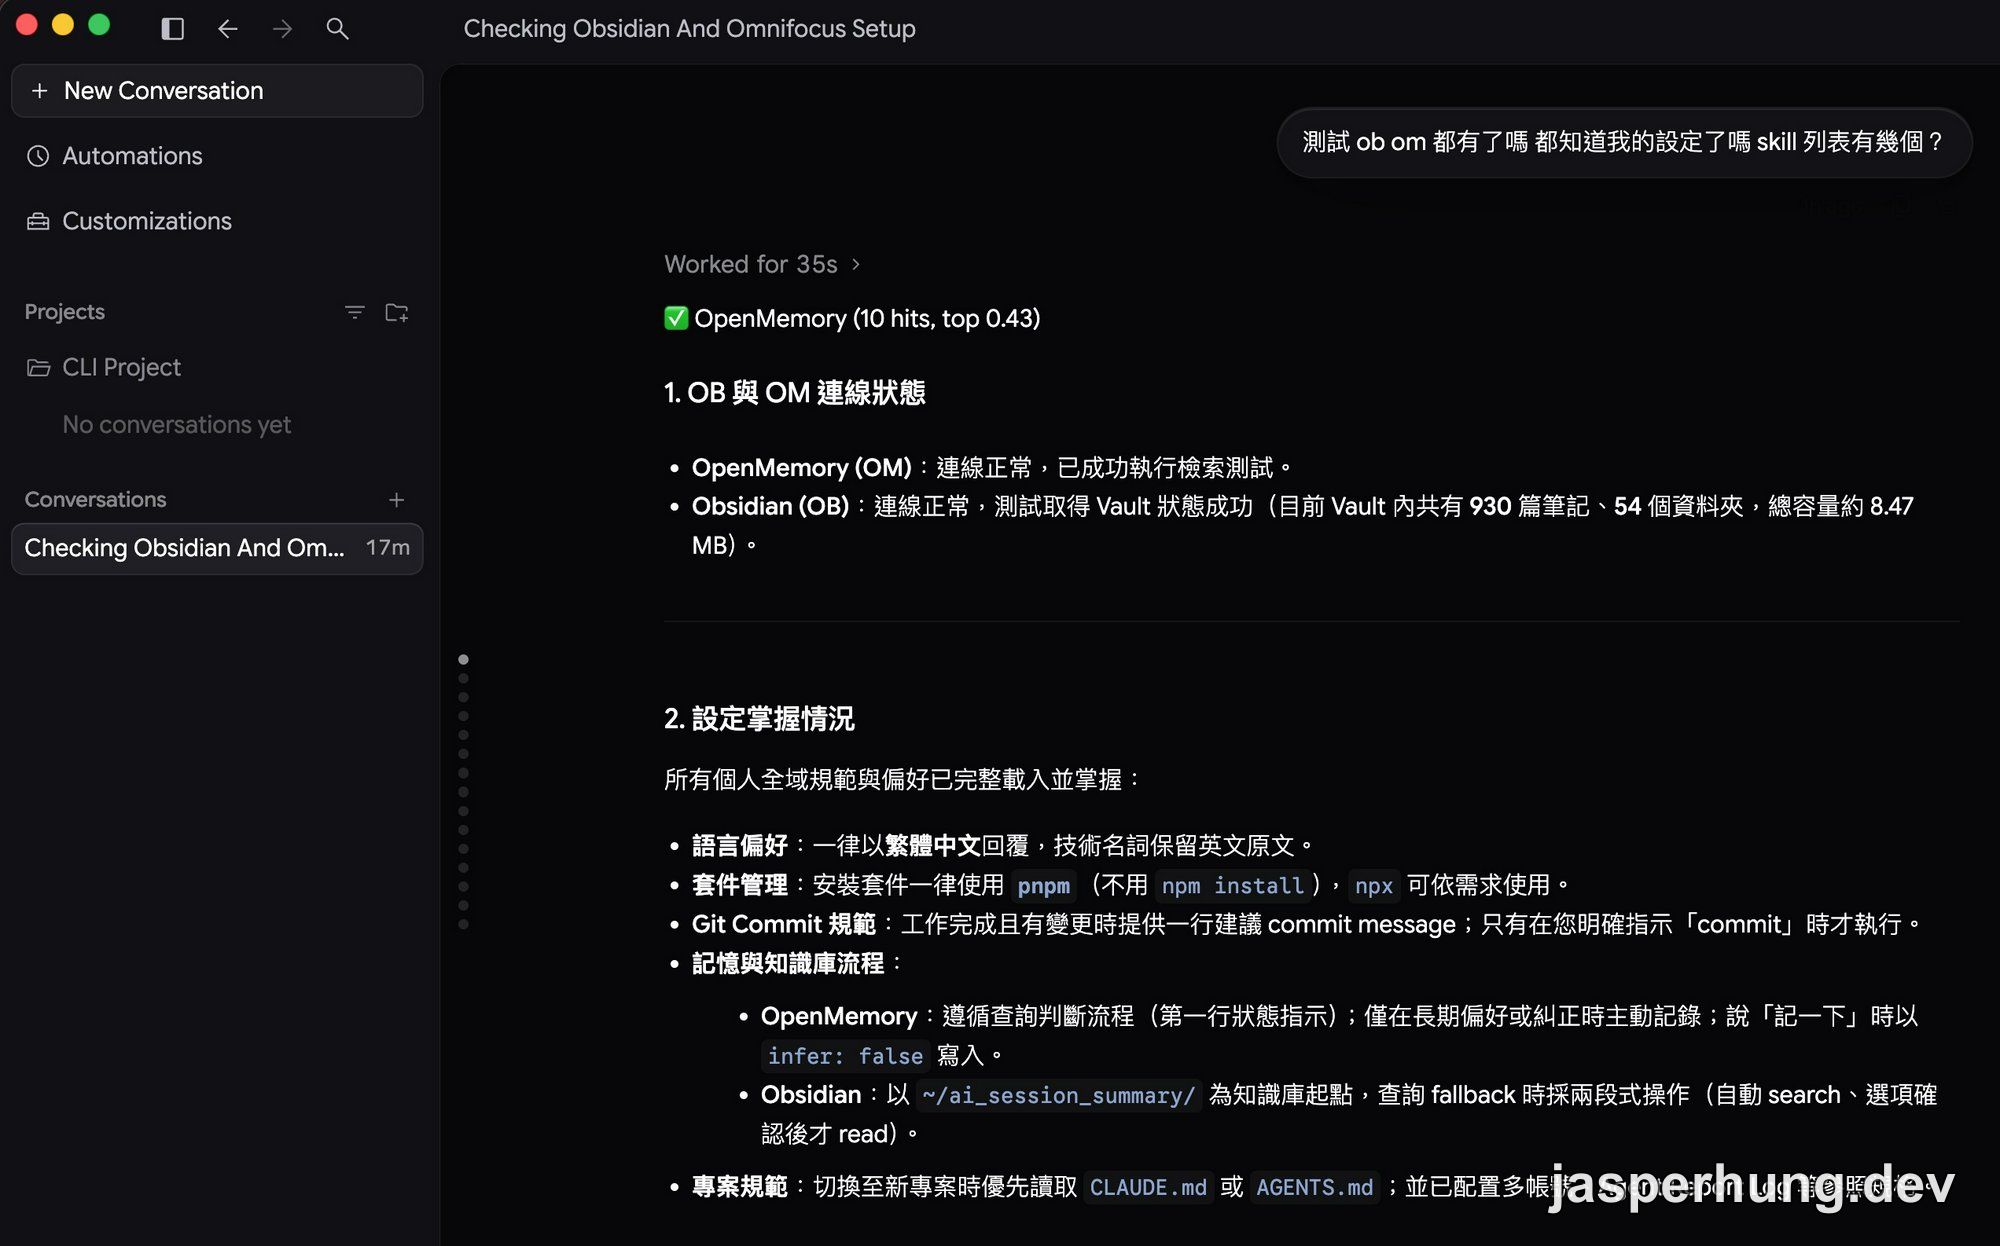 Checking Obsidian And Omnifocus Setup
+ New Conversation
Automations
Customizations
Projects
CLI Project
No conversations yet
Conversations +
Checking Obsidian And Om... 17m
測試 ob om 都有了嗎 都知道我的設定了嗎 skill 列表有幾個？
Worked for 35s >
✅ OpenMemory (10 hits, top 0.43)
1. OB 與 OM 連線狀態
• OpenMemory (OM)：連線正常，已成功執行檢索測試。
• Obsidian (OB)：連線正常，測試取得 Vault 狀態成功（目前 Vault 內共有 930 篇筆記、54 個資料夾，總容量約 8.47
MB）。
2. 設定掌握情況
所有個人全域規範與偏好已完整載入並掌握：
• 語言偏好：一律以繁體中文回覆，技術名詞保留英文原文。
• 套件管理：安裝套件一律使用 pnpm（不用 npm install），npx 可依需求使用。
• Git Commit 規範：工作完成且有變更時提供一行建議 commit message；只有在您明確指示「commit」時才執行。
• 記憶與知識庫流程：
• OpenMemory：遵循查詢判斷流程（第一行狀態指示）；僅在長期偏好或糾正時主動記錄；說「記一下」時以
infer: false 寫入。
• Obsidian：以 ~/ai_session_summary/ 為知識庫起點，查詢 fallback 時採兩段式操作（自動 search、選項確
認後才 read）。
• 專案規範：切換至新專案時優先讀取 CLAUDE.md 或 AGENTS.md；並已配置多帳
jasperhung.dev